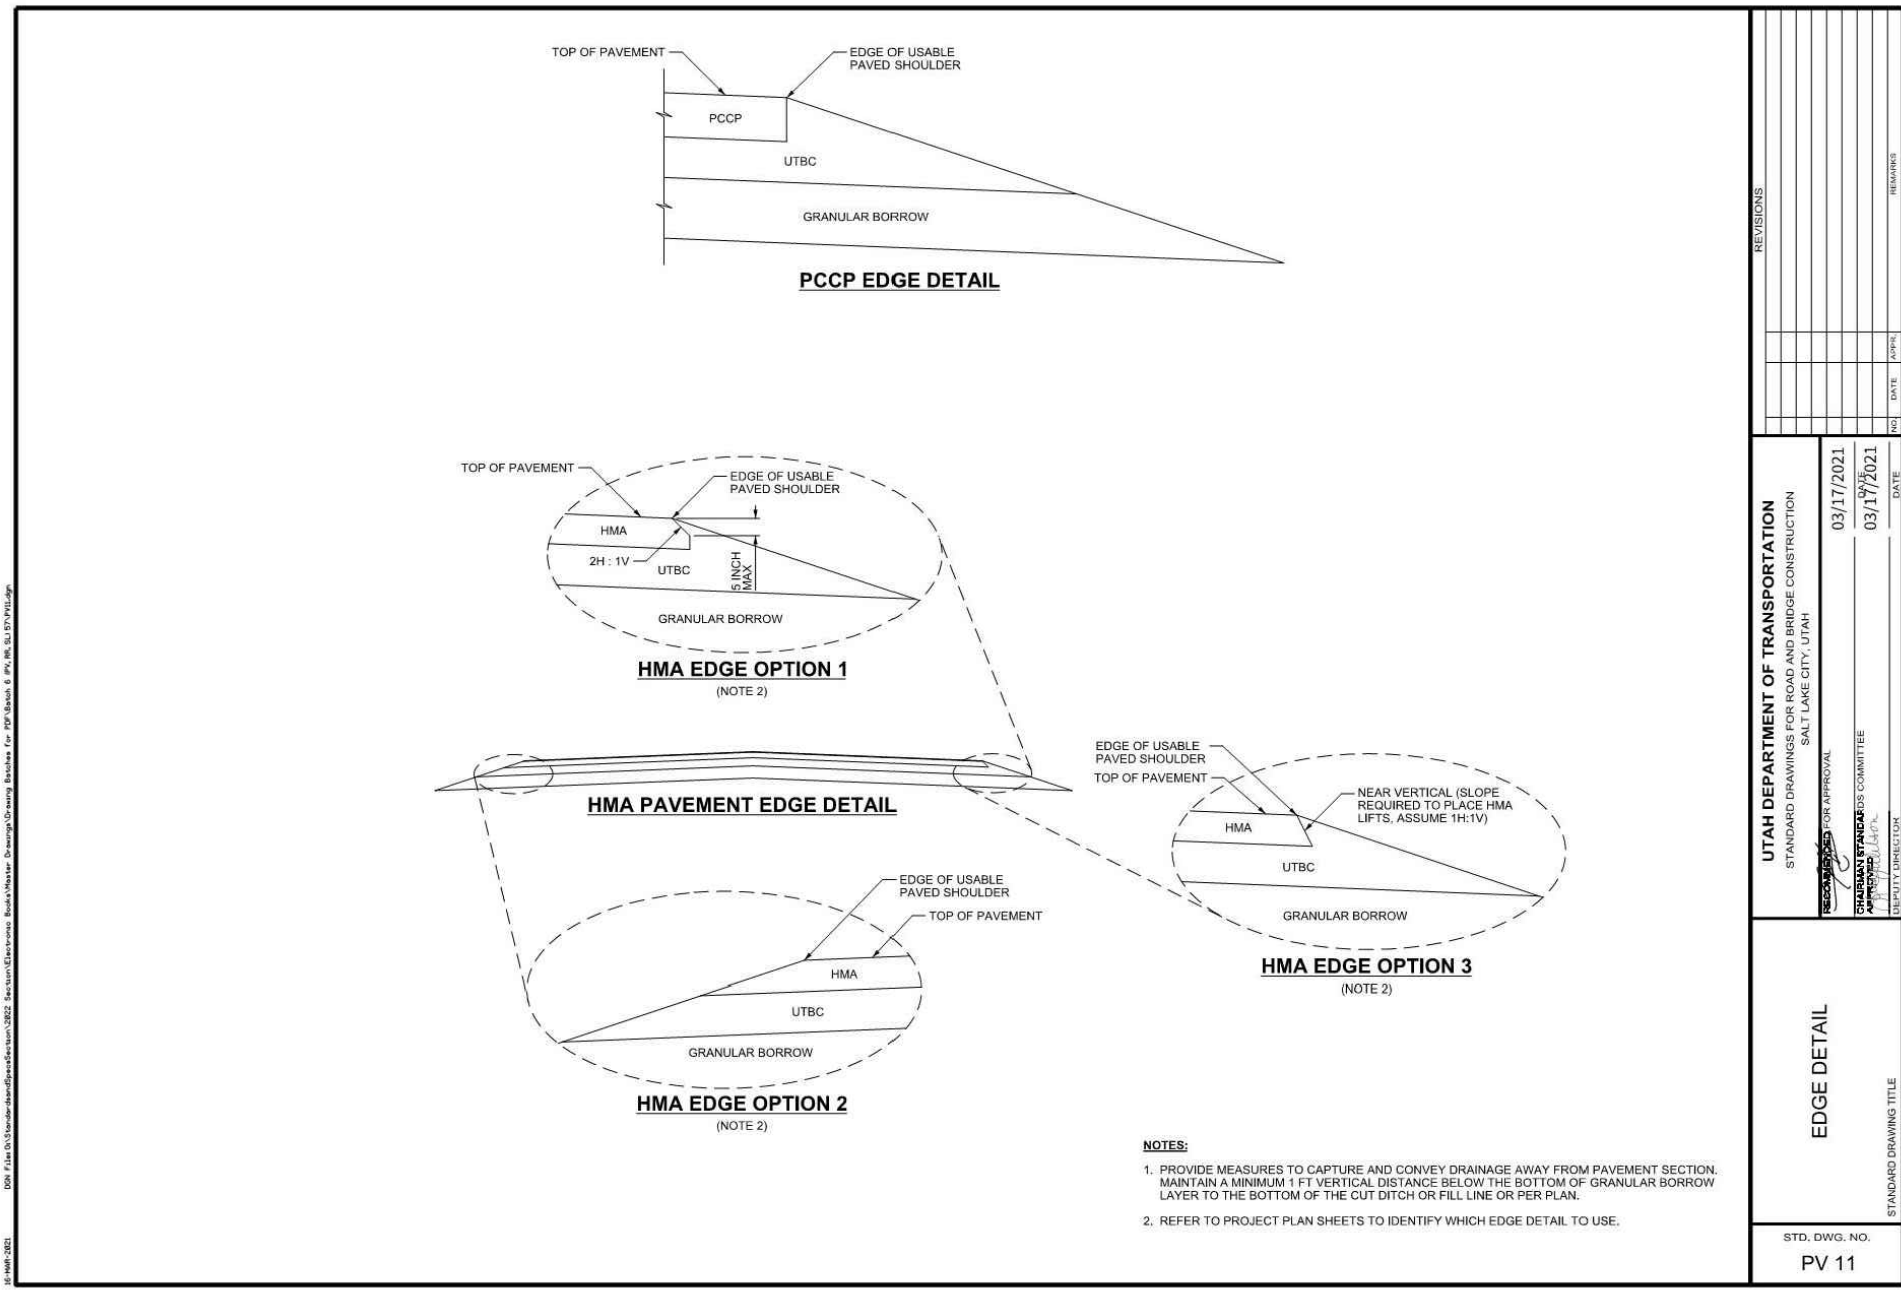 TOP OF PAVEMENT
EDGE OF USABLE
PAVED SHOULDER
PCCP
UTBC
GRANULAR BORROW
PCCP EDGE DETAIL
TOP OF PAVEMENT
EDGE OF USABLE
PAVED SHOULDER
HMA
2H : 1V
UTBC
5 INCH
MAX
GRANULAR BORROW
HMA EDGE OPTION 1
(NOTE 2)
HMA PAVEMENT EDGE DETAIL
EDGE OF USABLE
PAVED SHOULDER
TOP OF PAVEMENT
NEAR VERTICAL (SLOPE
REQUIRED TO PLACE HMA
LIFTS, ASSUME 1H:1V)
HMA
UTBC
GRANULAR BORROW
HMA EDGE OPTION 3
(NOTE 2)
EDGE OF USABLE
PAVED SHOULDER
TOP OF PAVEMENT
HMA
UTBC
GRANULAR BORROW
HMA EDGE OPTION 2
(NOTE 2)
NOTES:
1. PROVIDE MEASURES TO CAPTURE AND CONVEY DRAINAGE AWAY FROM PAVEMENT SECTION.
MAINTAIN A MINIMUM 1 FT VERTICAL DISTANCE BELOW THE BOTTOM OF GRANULAR BORROW
LAYER TO THE BOTTOM OF THE CUT DITCH OR FILL LINE OR PER PLAN.
2. REFER TO PROJECT PLAN SHEETS TO IDENTIFY WHICH EDGE DETAIL TO USE.
REVISIONS
NO. DATE APPR. REMARKS
UTAH DEPARTMENT OF TRANSPORTATION
STANDARD DRAWINGS FOR ROAD AND BRIDGE CONSTRUCTION
SALT LAKE CITY, UTAH
RECOMMENDED FOR APPROVAL
03/17/2021
CHAIRMAN STANDARDS COMMITTEE
DATE
APPROVED
03/17/2021
DEPUTY DIRECTOR
DATE
EDGE DETAIL
STANDARD DRAWING TITLE
STD. DWG. NO.
PV 11
16-MAR-2021